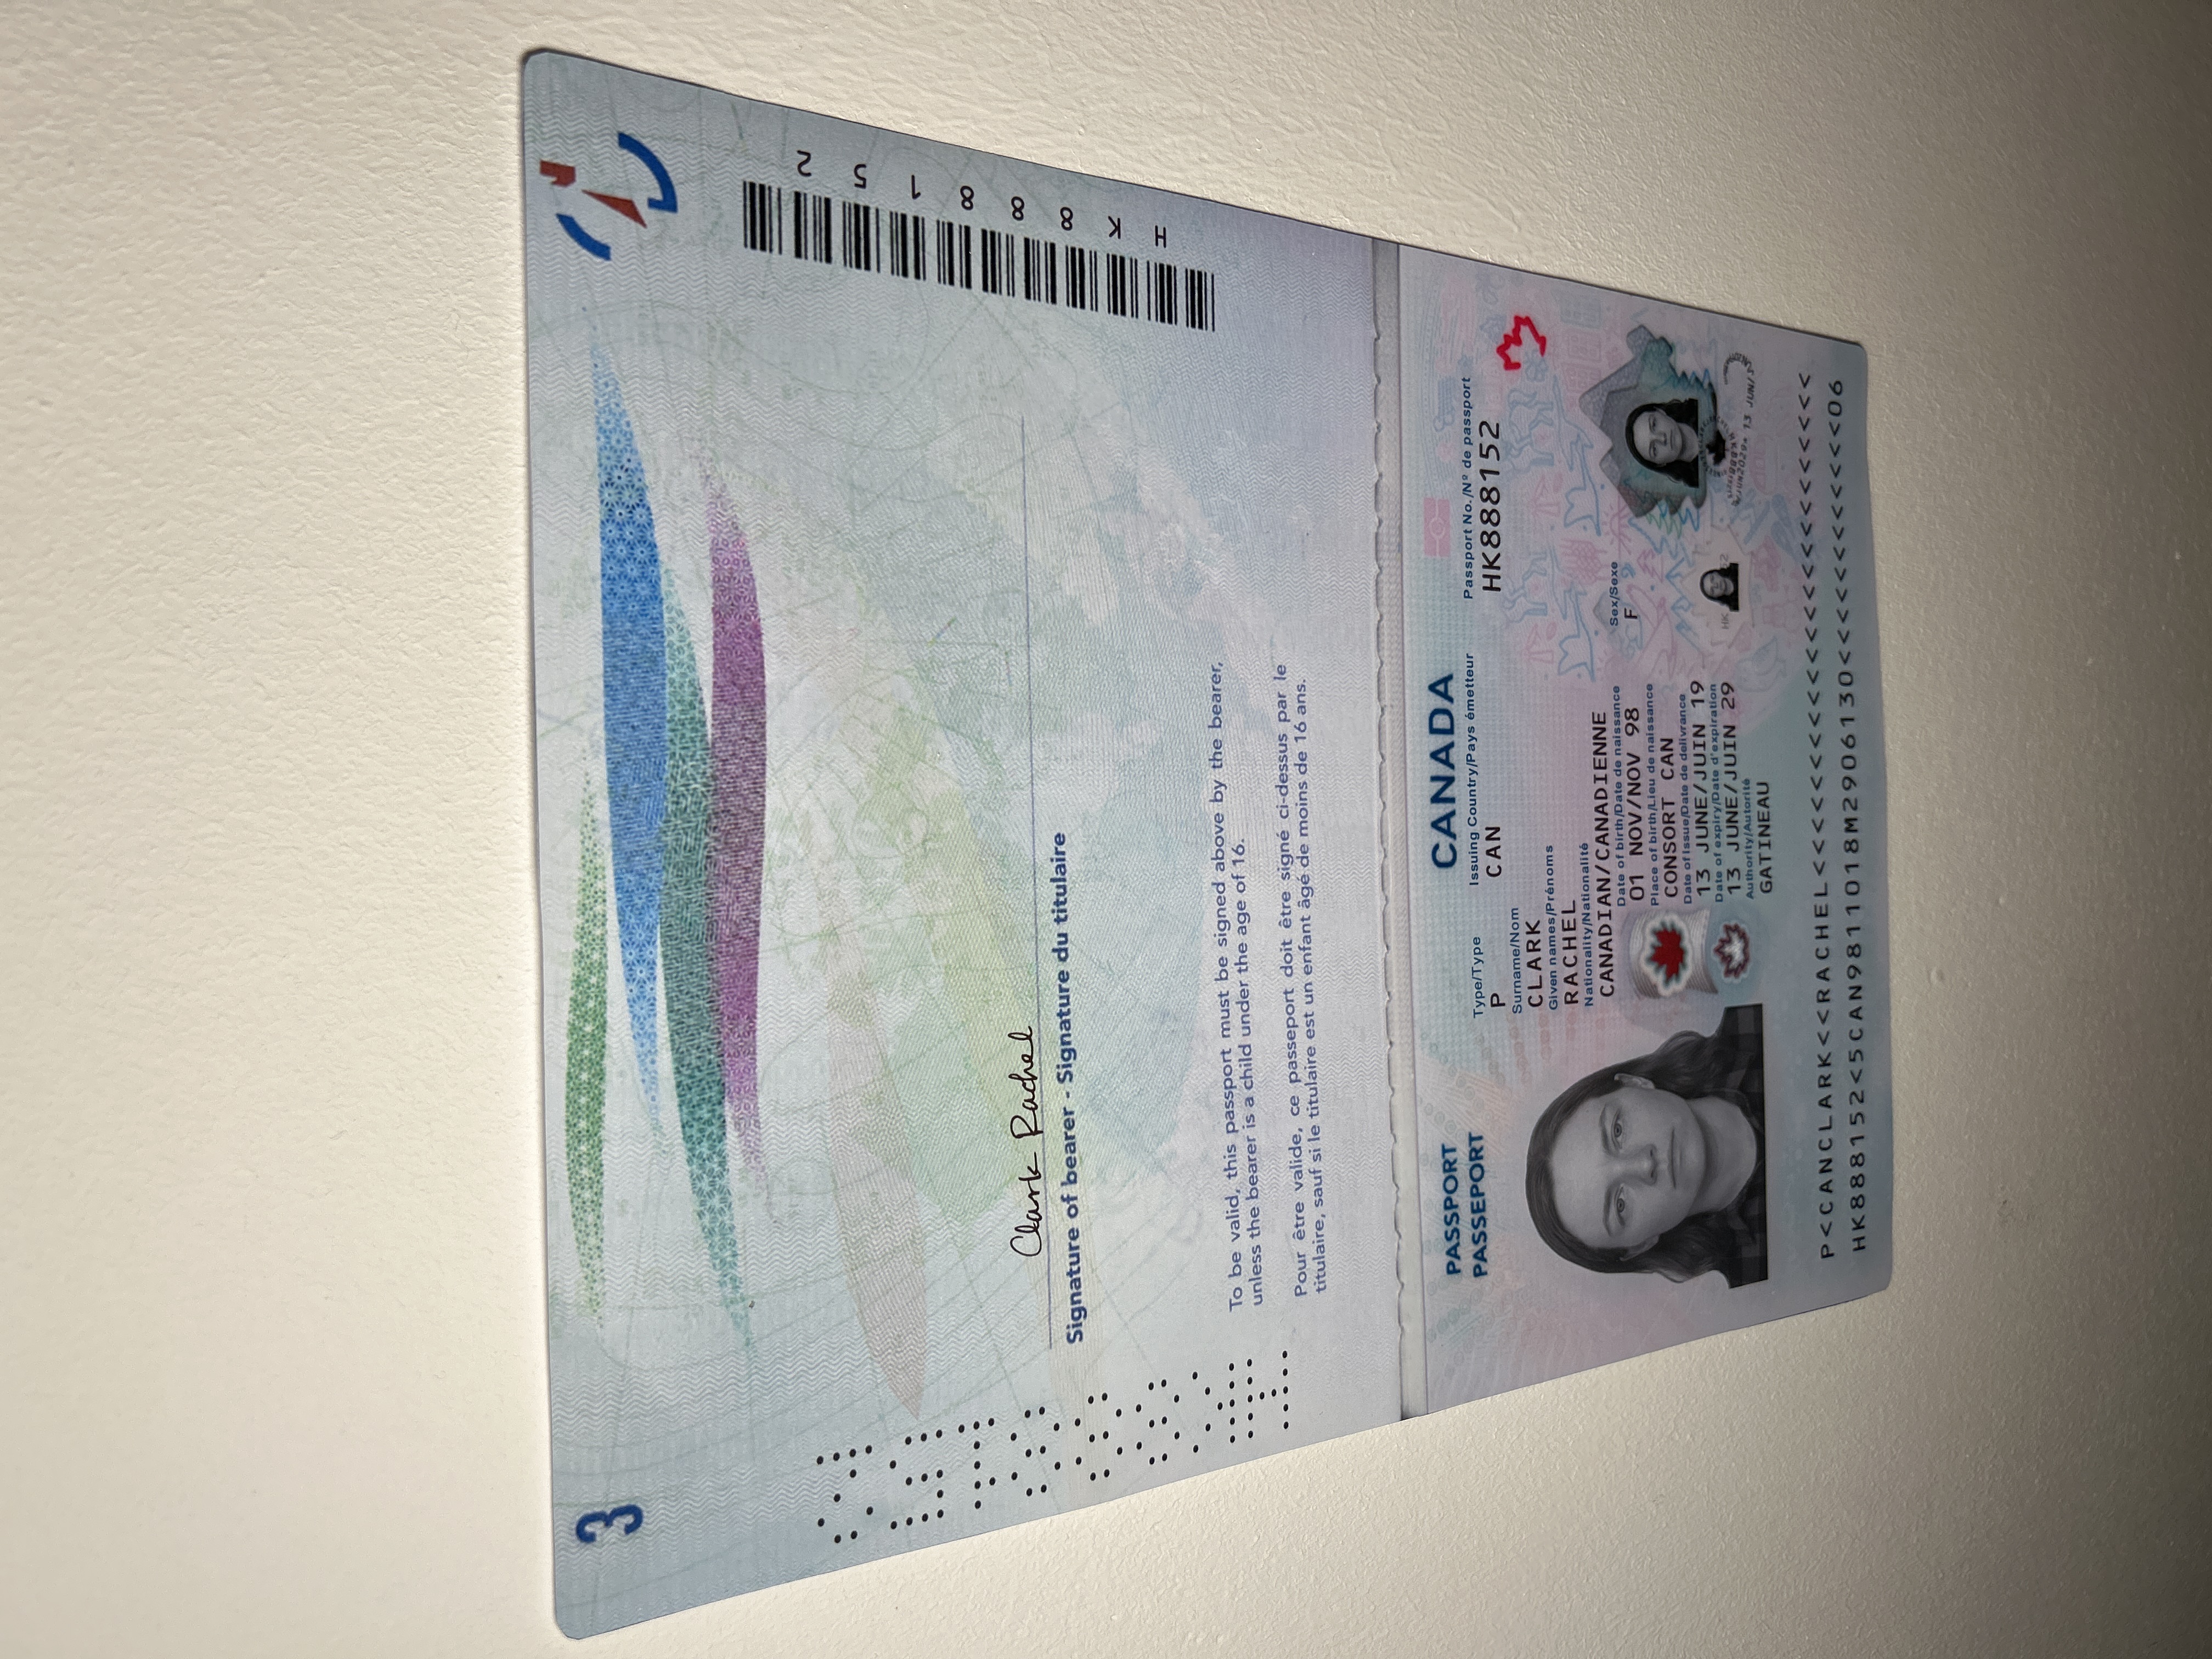 3
Clark Rachel
Signature of bearer - Signature du titulaire
To be valid, this passport must be signed above by the bearer,
unless the bearer is a child under the age of 16.
Pour être valide, ce passeport doit être signé ci-dessus par le
titulaire, sauf si le titulaire est un enfant âgé de moins de 16 ans.
HK888152
PASSPORT
PASSEPORT
CANADA
Type/Type Issuing Country/Pays émetteur Passport No./Nº de passport
P CAN HK888152
Surname/Nom
CLARK
Given names/Prénoms
RACHEL
Nationality/Nationalité
CANADIAN/CANADIENNE
Date of birth/Date de naissance Sex/Sexe
01 NOV/NOV 98 F
Place of birth/Lieu de naissance
CONSORT CAN
Date of Issue/Date de delivrance
13 JUNE/JUIN 19
Date of expiry/Date d'expiration
13 JUNE/JUIN 29
Authority/Autorité
GATINEAU
P<CANCLARK<<RACHEL<<<<<<<<<<<<<<<<<<<<<<<<<<
HK888152<5CAN9811018M2906130<<<<<<<<<<<<<<06